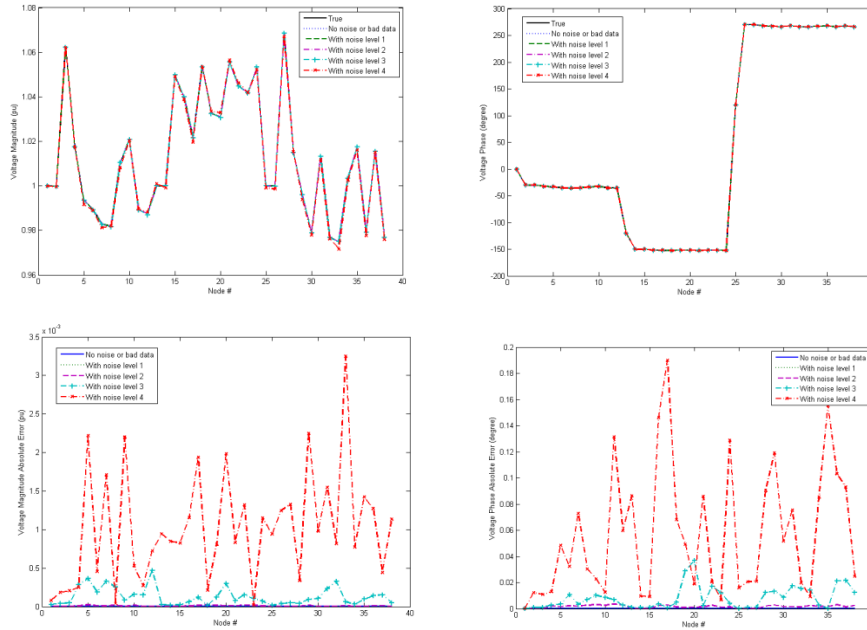 1.08
1.06
1.04
1.02
1
0.98
0.96
Voltage Magnitude (pu)
0 5 10 15 20 25 30 35 40
Node #
True
No noise or bad data
With noise level 1
With noise level 2
With noise level 3
With noise level 4
300
250
200
150
100
50
0
-50
-100
-150
-200
Voltage Phase (degree)
0 5 10 15 20 25 30 35
Node #
True
No noise or bad data
With noise level 1
With noise level 2
With noise level 3
With noise level 4
x 10-3
3.5
3
2.5
2
1.5
1
0.5
0
Voltage Magnitude Absolute Error (pu)
0 5 10 15 20 25 30 35 40
Node #
No noise or bad data
With noise level 1
With noise level 2
With noise level 3
With noise level 4
0.2
0.18
0.16
0.14
0.12
0.1
0.08
0.06
0.04
0.02
0
Voltage Phase Absolute Error (degree)
0 5 10 15 20 25 30 35
Node #
No noise or bad data
With noise level 1
With noise level 2
With noise level 3
With noise level 4